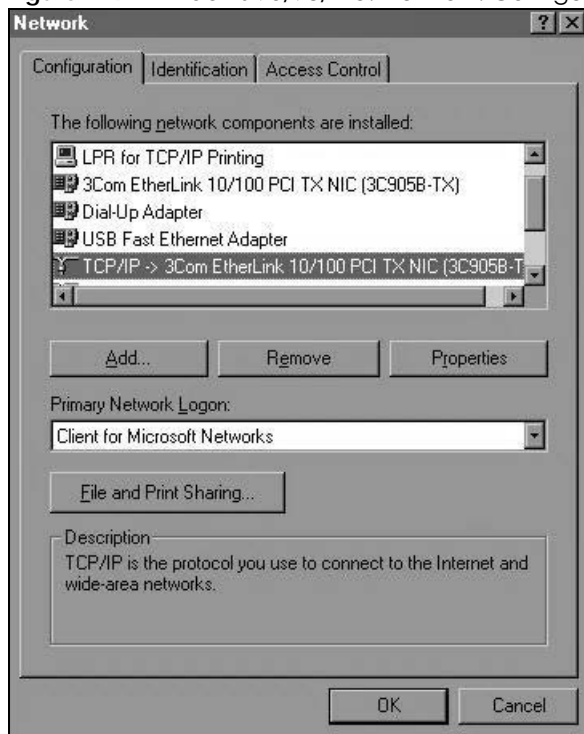 Network
Configuration Identification Access Control
The following network components are installed:
LPR for TCP/IP Printing
3Com EtherLink 10/100 PCI TX NIC (3C905B-TX)
Dial-Up Adapter
USB Fast Ethernet Adapter
TCP/IP -> 3Com EtherLink 10/100 PCI TX NIC (3C905B-T
Add... Remove Properties
Primary Network Logon:
Client for Microsoft Networks
File and Print Sharing...
Description
TCP/IP is the protocol you use to connect to the Internet and
wide-area networks.
OK Cancel